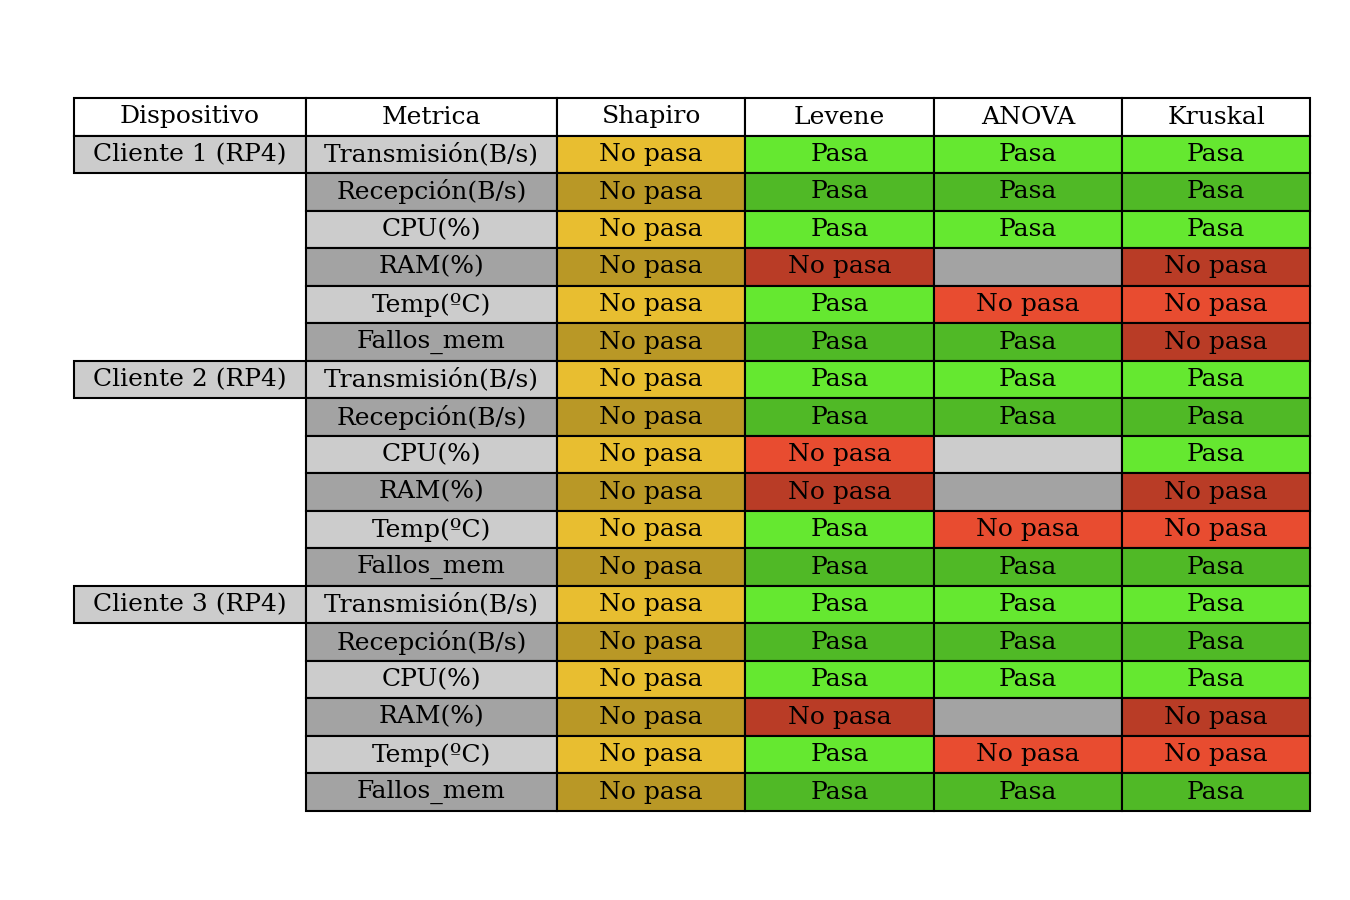 Dispositivo Metrica Shapiro Levene ANOVA Kruskal
Cliente 1 (RP4) Transmisión(B/s) No pasa Pasa Pasa Pasa
Recepción(B/s) No pasa Pasa Pasa Pasa
CPU(%) No pasa Pasa Pasa Pasa
RAM(%) No pasa No pasa No pasa
Temp(ºC) No pasa Pasa No pasa No pasa
Fallos_mem No pasa Pasa Pasa No pasa
Cliente 2 (RP4) Transmisión(B/s) No pasa Pasa Pasa Pasa
Recepción(B/s) No pasa Pasa Pasa Pasa
CPU(%) No pasa No pasa Pasa
RAM(%) No pasa No pasa No pasa
Temp(ºC) No pasa Pasa No pasa No pasa
Fallos_mem No pasa Pasa Pasa Pasa
Cliente 3 (RP4) Transmisión(B/s) No pasa Pasa Pasa Pasa
Recepción(B/s) No pasa Pasa Pasa Pasa
CPU(%) No pasa Pasa Pasa Pasa
RAM(%) No pasa No pasa No pasa
Temp(ºC) No pasa Pasa No pasa No pasa
Fallos_mem No pasa Pasa Pasa Pasa